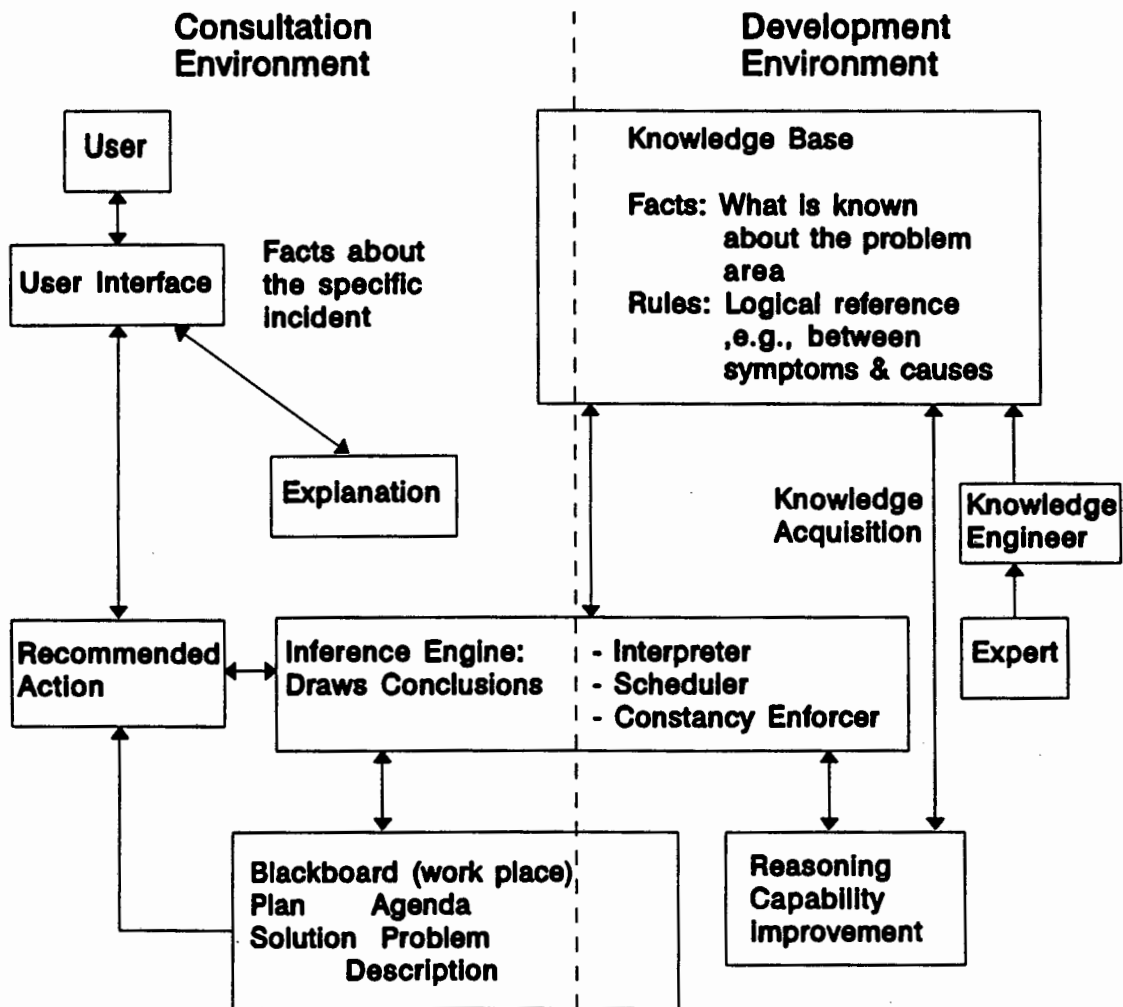 Consultation
Environment
Development
Environment
User
User Interface
Facts about
the specific
incident
Knowledge Base
Facts: What is known
about the problem
area
Rules: Logical reference
,e.g., between
symptoms & causes
Explanation
Knowledge
Acquisition
Knowledge
Engineer
Expert
Recommended
Action
Inference Engine:
Draws Conclusions
- Interpreter
- Scheduler
- Constancy Enforcer
Blackboard (work place)
Plan Agenda
Solution Problem
Description
Reasoning
Capability
improvement